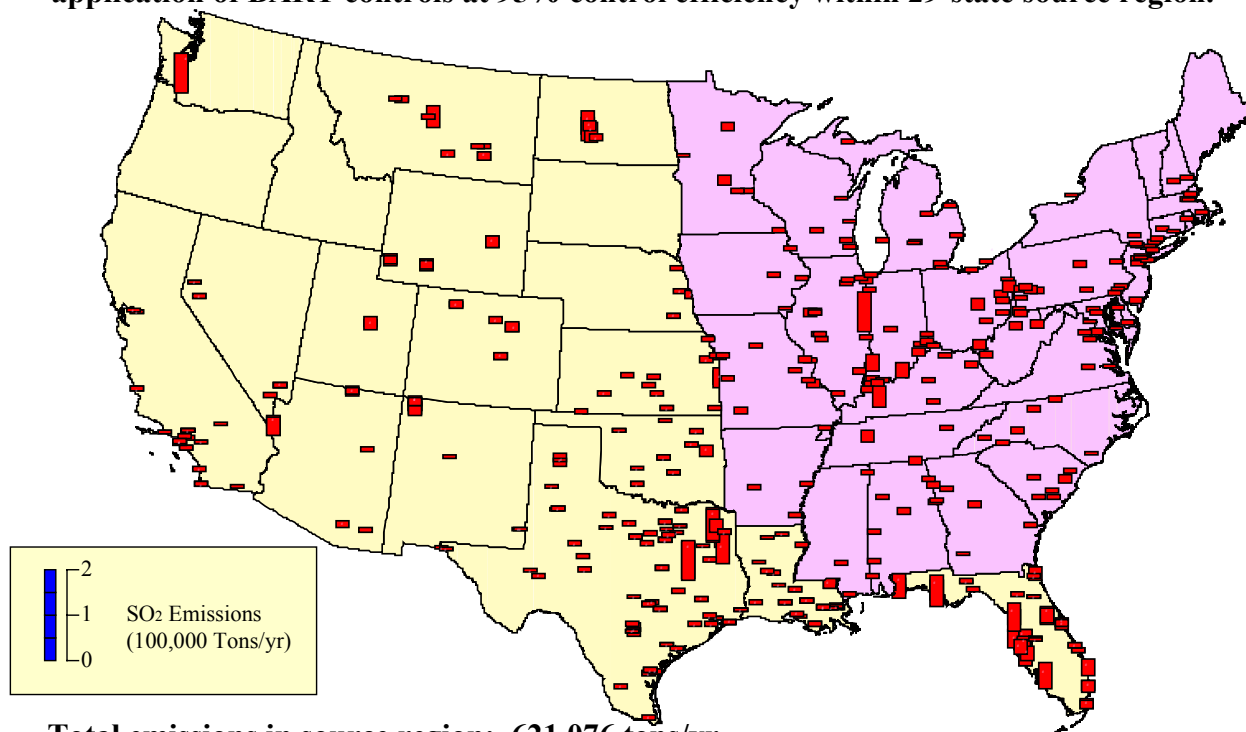 application of BART controls at 95% control efficiency within 29-state source region.
2
1
0
SO2 Emissions
(100,000 Tons/yr)
Total emissions in source region: 621,076 tons/yr